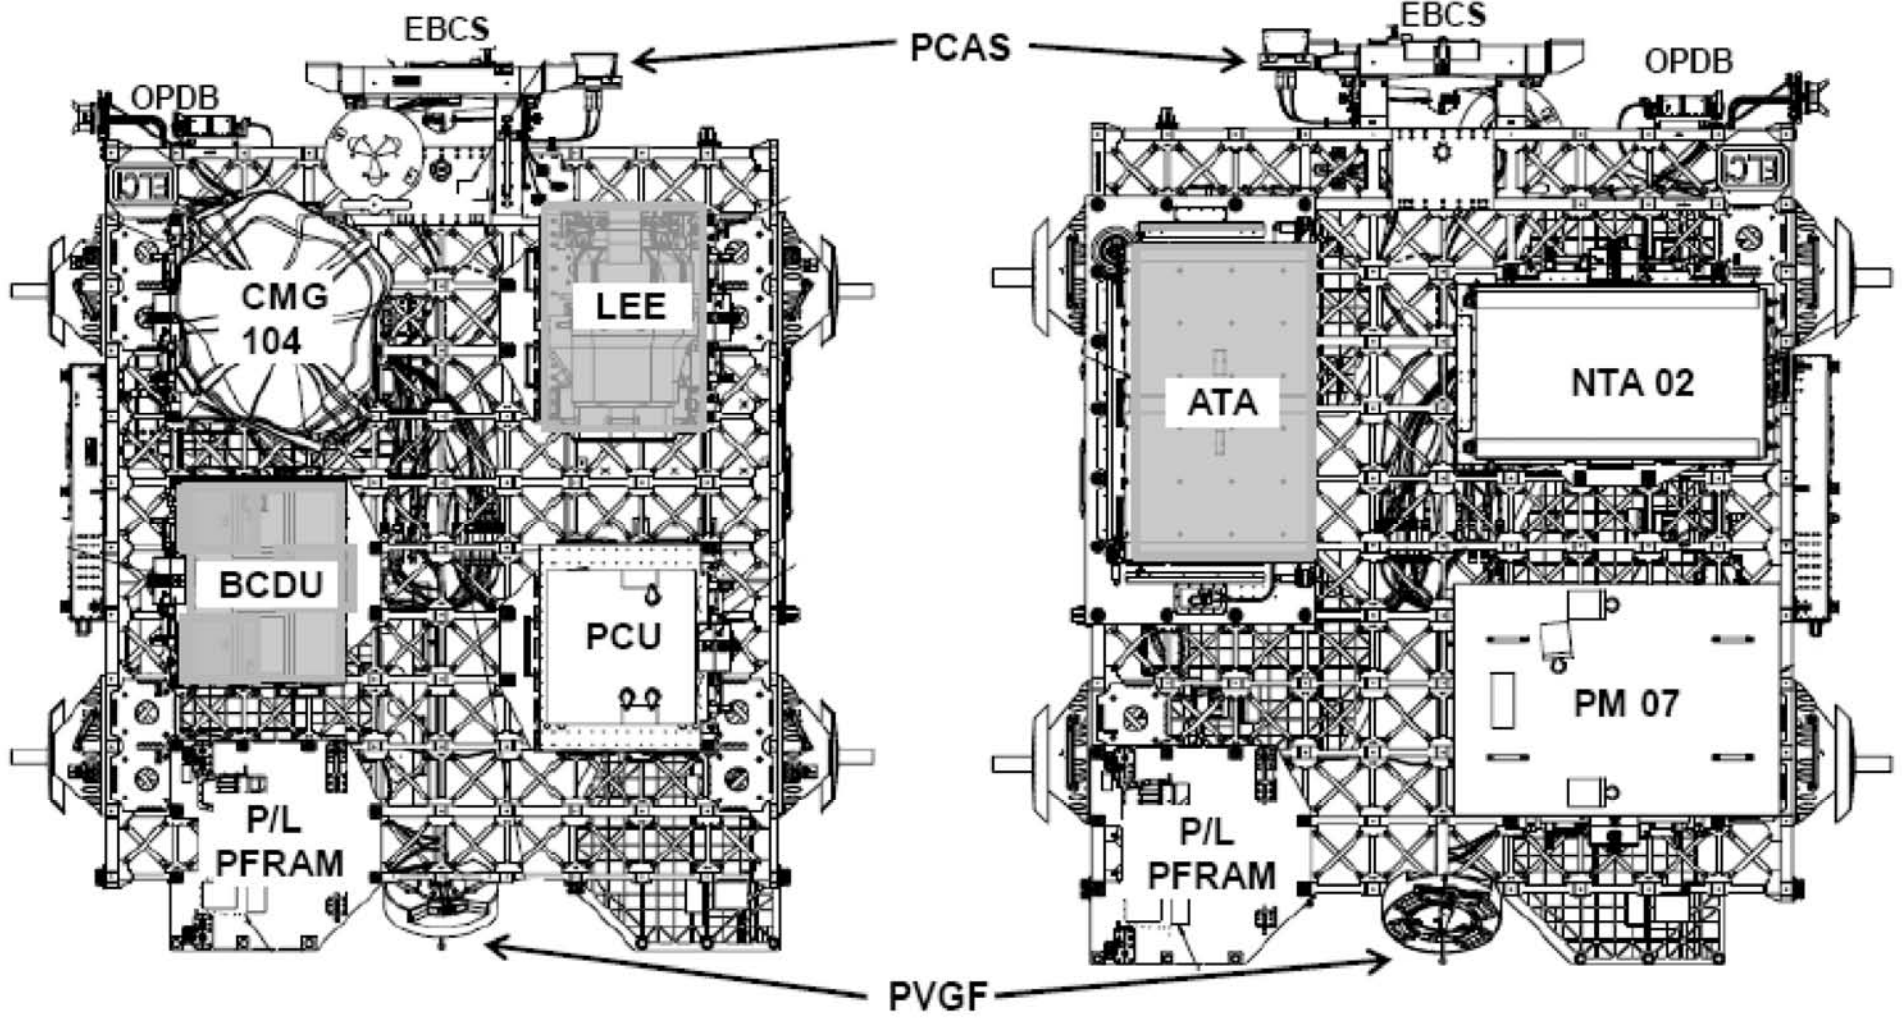 EBCS
PCAS
EBCS
OPDB
OPDB
ELC
ELC
CMG
104
LEE
ATA
NTA 02
BCDU
PCU
PM 07
P/L
PFRAM
P/L
PFRAM
PVGF